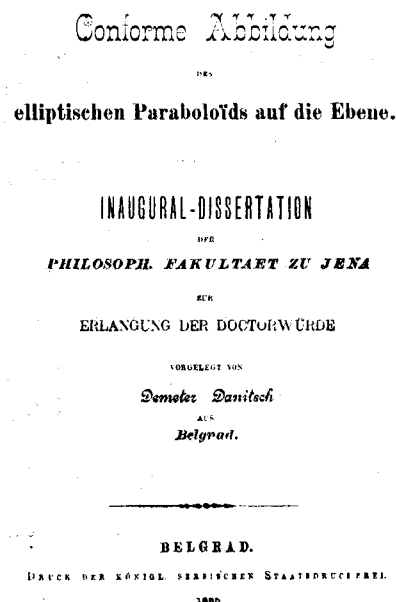 Conforme Abbildung
DES
elliptischen Paraboloïds auf die Ebene.
INAUGURAL-DISSERTATION
DER
PHILOSOPH. FAKULTAET ZU JENA
ZUR
ERLANGUNG DER DOCTORWÜRDE
VORGELEGT VON
Demeter Danitsch
AUS
Belgrad.
BELGRAD.
DRUCK DER KÖNIGL. SERBISCHEN STAATSDRUCKEREI.